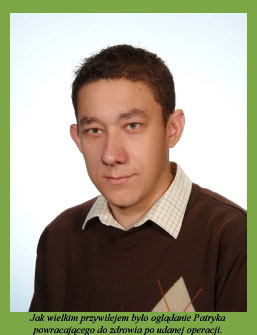 Jak wielkim przywilejem było oglądanie Patryka
powracającego do zdrowia po udanej operacji.